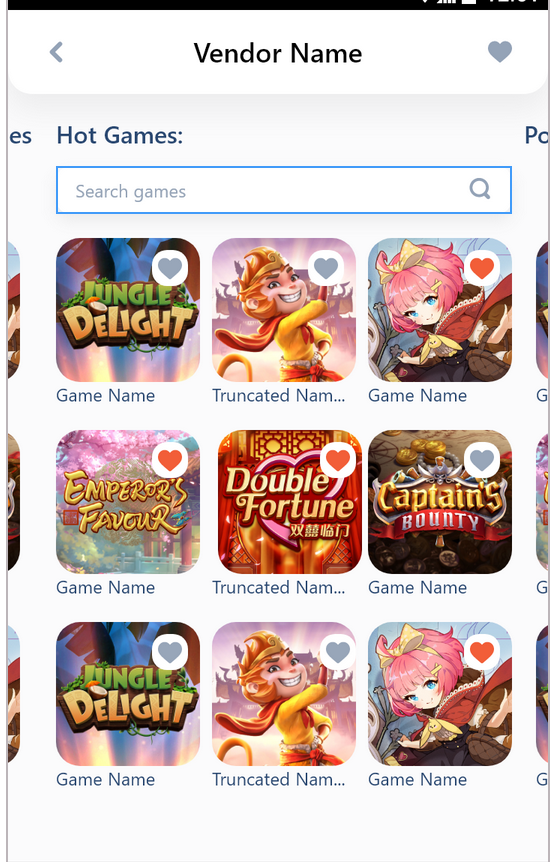 Vendor Name
es
Hot Games:
Po
Search games
JUNGLE
DELIGHT
Game Name
Truncated Nam...
Game Name
G
EMPEROR'S
FAVOUR
Double
Fortune
双囍临门
Captain's
BOUNTY
Game Name
Truncated Nam...
Game Name
G
JUNGLE
DELIGHT
Game Name
Truncated Nam...
Game Name
G